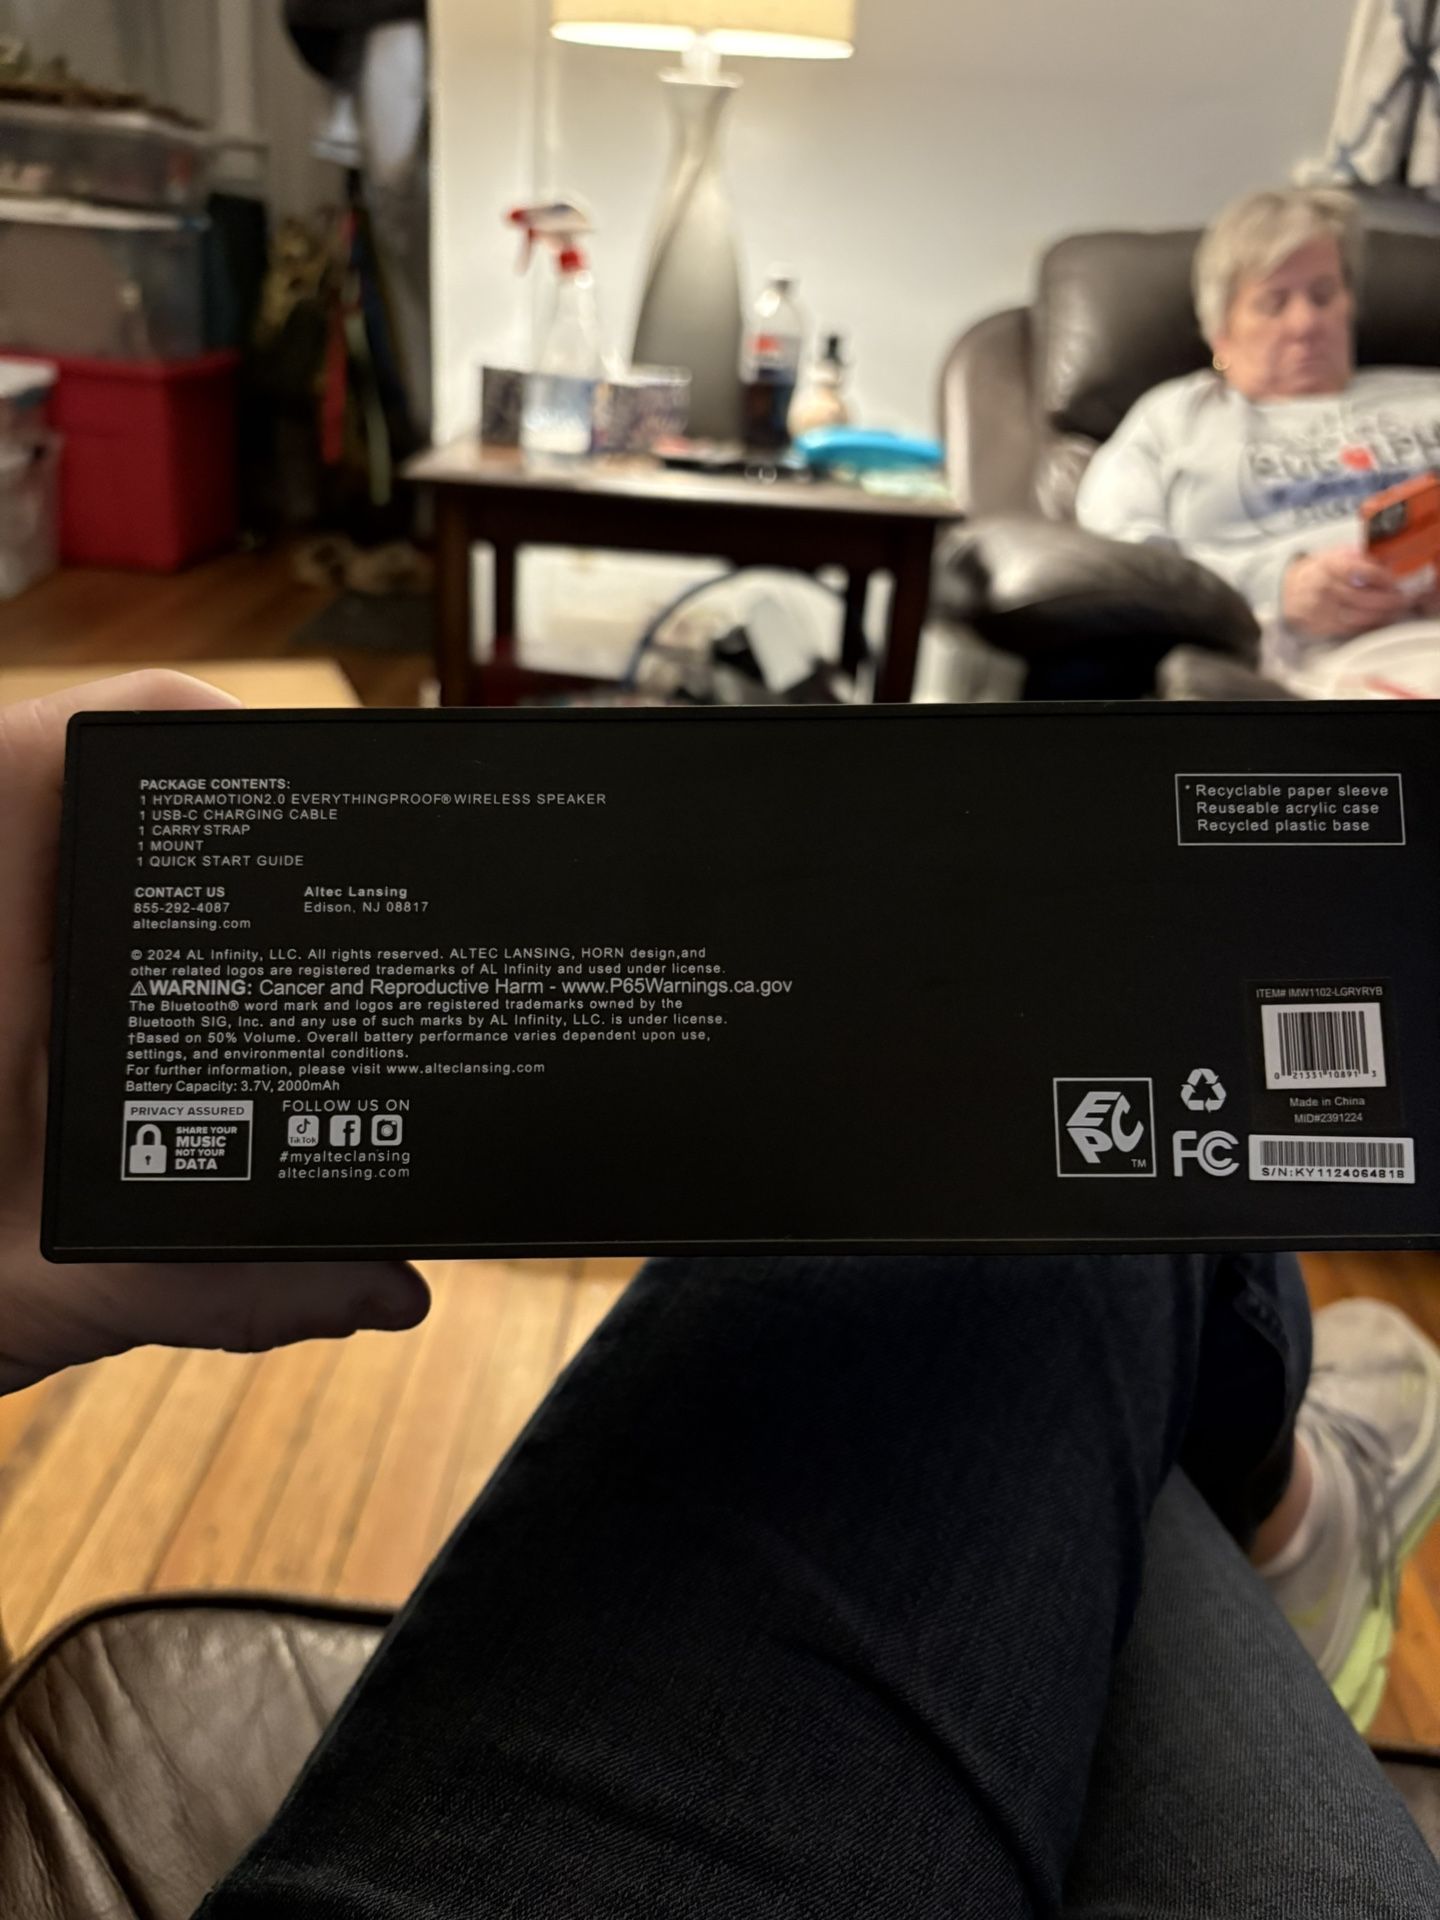 PACKAGE CONTENTS:
1 HYDRAMOTION2.0 EVERYTHINGPROOF® WIRELESS SPEAKER
1 USB-C CHARGING CABLE
1 CARRY STRAP
1 MOUNT
1 QUICK START GUIDE
CONTACT US
855-292-4087
alteclansing.com
Altec Lansing
Edison, NJ 08817
© 2024 AL Infinity, LLC. All rights reserved. ALTEC LANSING, HORN design,and
other related logos are registered trademarks of AL Infinity and used under license.
⚠WARNING: Cancer and Reproductive Harm - www.P65Warnings.ca.gov
The Bluetooth® word mark and logos are registered trademarks owned by the
Bluetooth SIG, Inc. and any use of such marks by AL Infinity, LLC. is under license.
†Based on 50% Volume. Overall battery performance varies dependent upon use,
settings, and environmental conditions.
For further information, please visit www.alteclansing.com
Battery Capacity: 3.7V, 2000mAh
PRIVACY ASSURED
SHARE YOUR
MUSIC
NOT YOUR
DATA
FOLLOW US ON
TikTok
#myalteclansing
alteclansing.com
* Recyclable paper sleeve
Reuseable acrylic case
Recycled plastic base
ITEM# IMW1102-LGRYRYB
0 21331 10891 3
Made in China
MID#2391224
EPC
TM
FC
S/N:KY1124064818